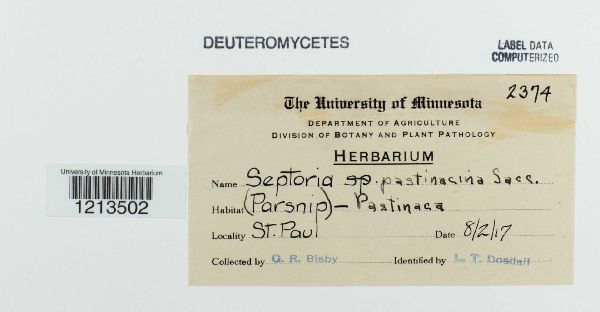 DEUTEROMYCETES
LABEL DATA
COMPUTERIZED
2374
The University of Minnesota
DEPARTMENT OF AGRICULTURE
DIVISION OF BOTANY AND PLANT PATHOLOGY
HERBARIUM
Name Septoria sp. pastinacina Sacc.
Habitat (Parsnip) – Pastinaca
Locality St. Paul Date 8/2/17
Collected by G. R. Bisby Identified by L. T. Dosdall
University of Minnesota Herbarium
1213502